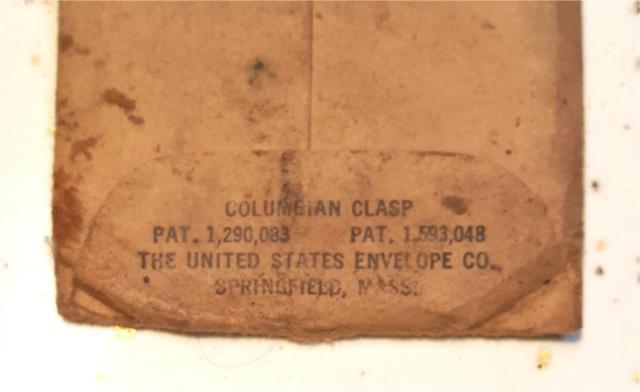 COLUMBIAN CLASP
PAT. 1,290,083 PAT. 1,593,048
THE UNITED STATES ENVELOPE CO.
SPRINGFIELD, MASS.